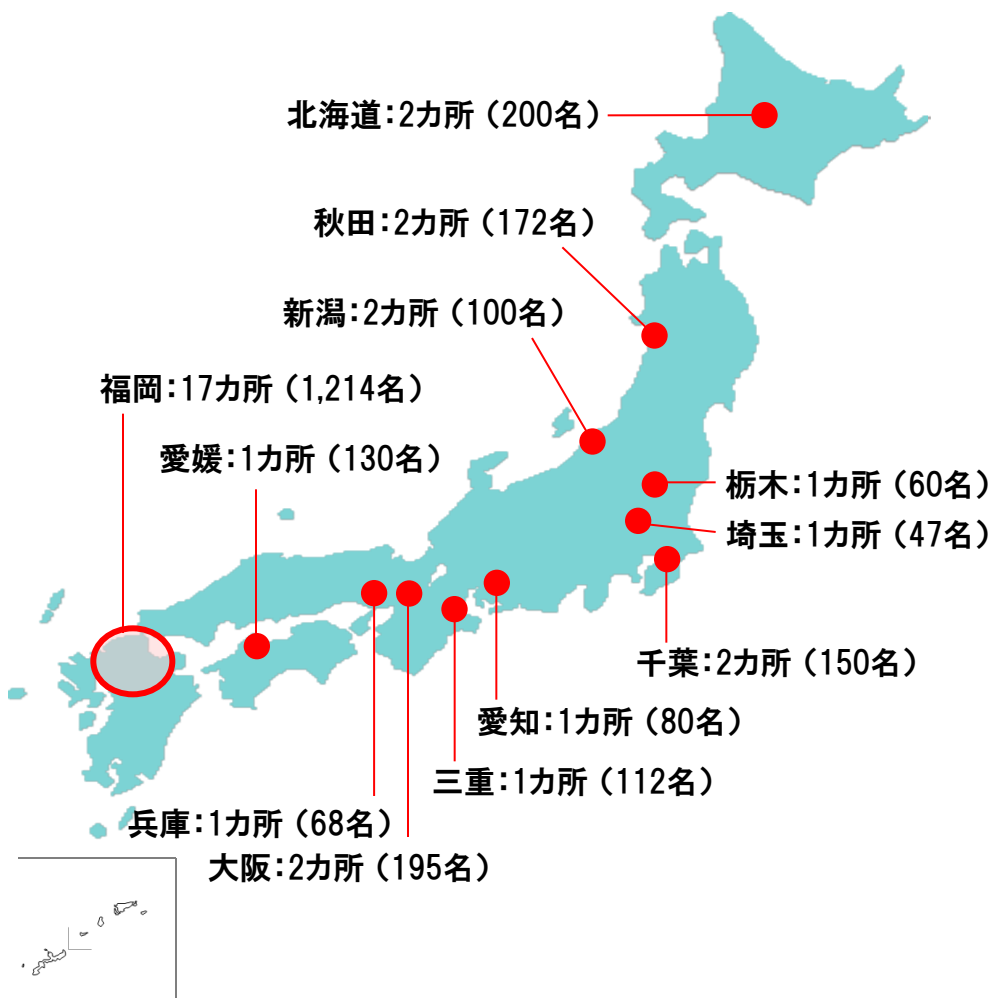 北海道：2カ所（200名）
秋田：2カ所（172名）
新潟：2カ所（100名）
福岡：17カ所（1,214名）
愛媛：1カ所（130名）
栃木：1カ所（60名）
埼玉：1カ所（47名）
千葉：2カ所（150名）
愛知：1カ所（80名）
三重：1カ所（112名）
兵庫：1カ所（68名）
大阪：2カ所（195名）